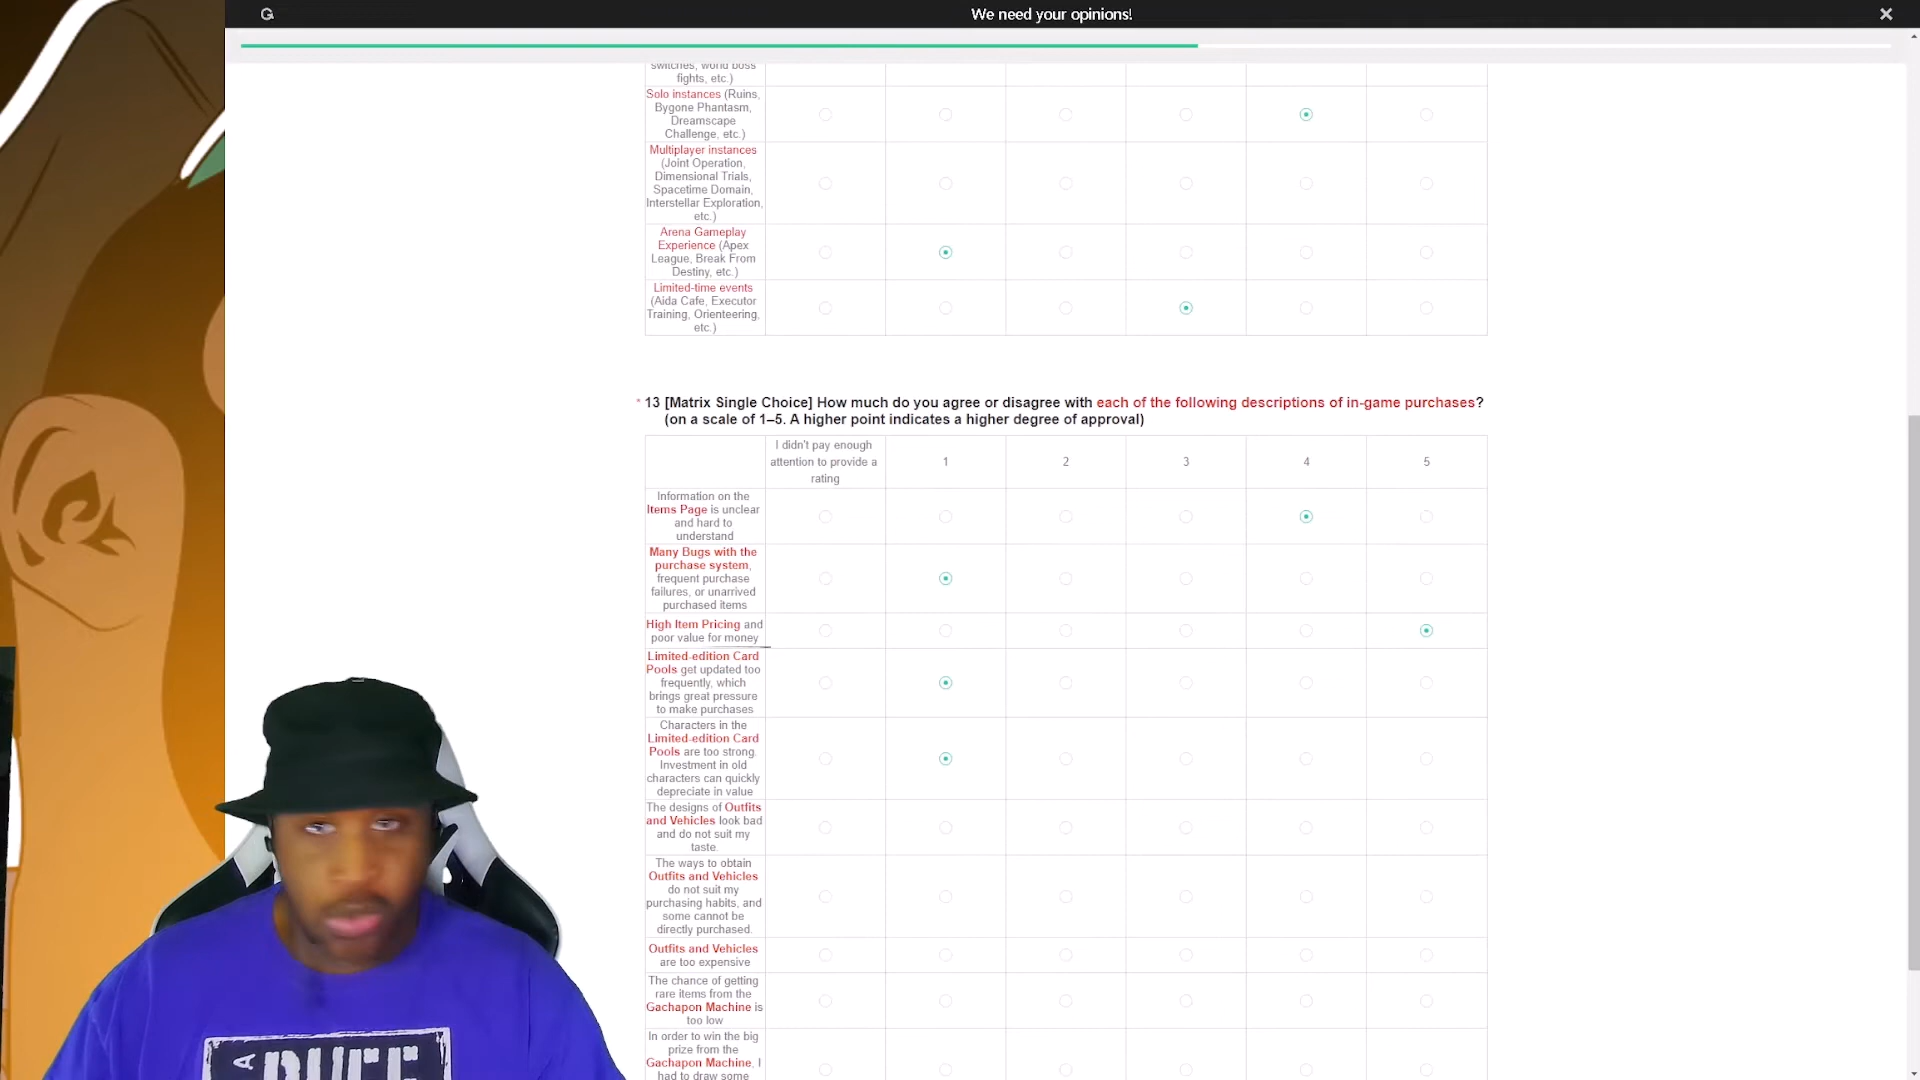 We need your opinions!
switches, world boss
fights, etc.)
Solo instances (Ruins,
Bygone Phantasm,
Dreamscape
Challenge, etc.)
Multiplayer instances
(Joint Operation,
Dimensional Trials,
Spacetime Domain,
Interstellar Exploration,
etc.)
Arena Gameplay
Experience (Apex
League, Break From
Destiny, etc.)
Limited-time events
(Aida Cafe, Executor
Training, Orienteering,
etc.)
* 13 [Matrix Single Choice] How much do you agree or disagree with each of the following descriptions of in-game purchases?
(on a scale of 1–5. A higher point indicates a higher degree of approval)
I didn't pay enough
attention to provide a
rating
1 2 3 4 5
Information on the
Items Page is unclear
and hard to
understand
Many Bugs with the
purchase system,
frequent purchase
failures, or unarrived
purchased items
High Item Pricing and
poor value for money
Limited-edition Card
Pools get updated too
frequently, which
brings great pressure
to make purchases
Characters in the
Limited-edition Card
Pools are too strong.
Investment in old
characters can quickly
depreciate in value
The designs of Outfits
and Vehicles look bad
and do not suit my
taste.
The ways to obtain
Outfits and Vehicles
do not suit my
purchasing habits, and
some cannot be
directly purchased.
Outfits and Vehicles
are too expensive
The chance of getting
rare items from the
Gachapon Machine is
too low
In order to win the big
prize from the
Gachapon Machine, I
had to draw some
A